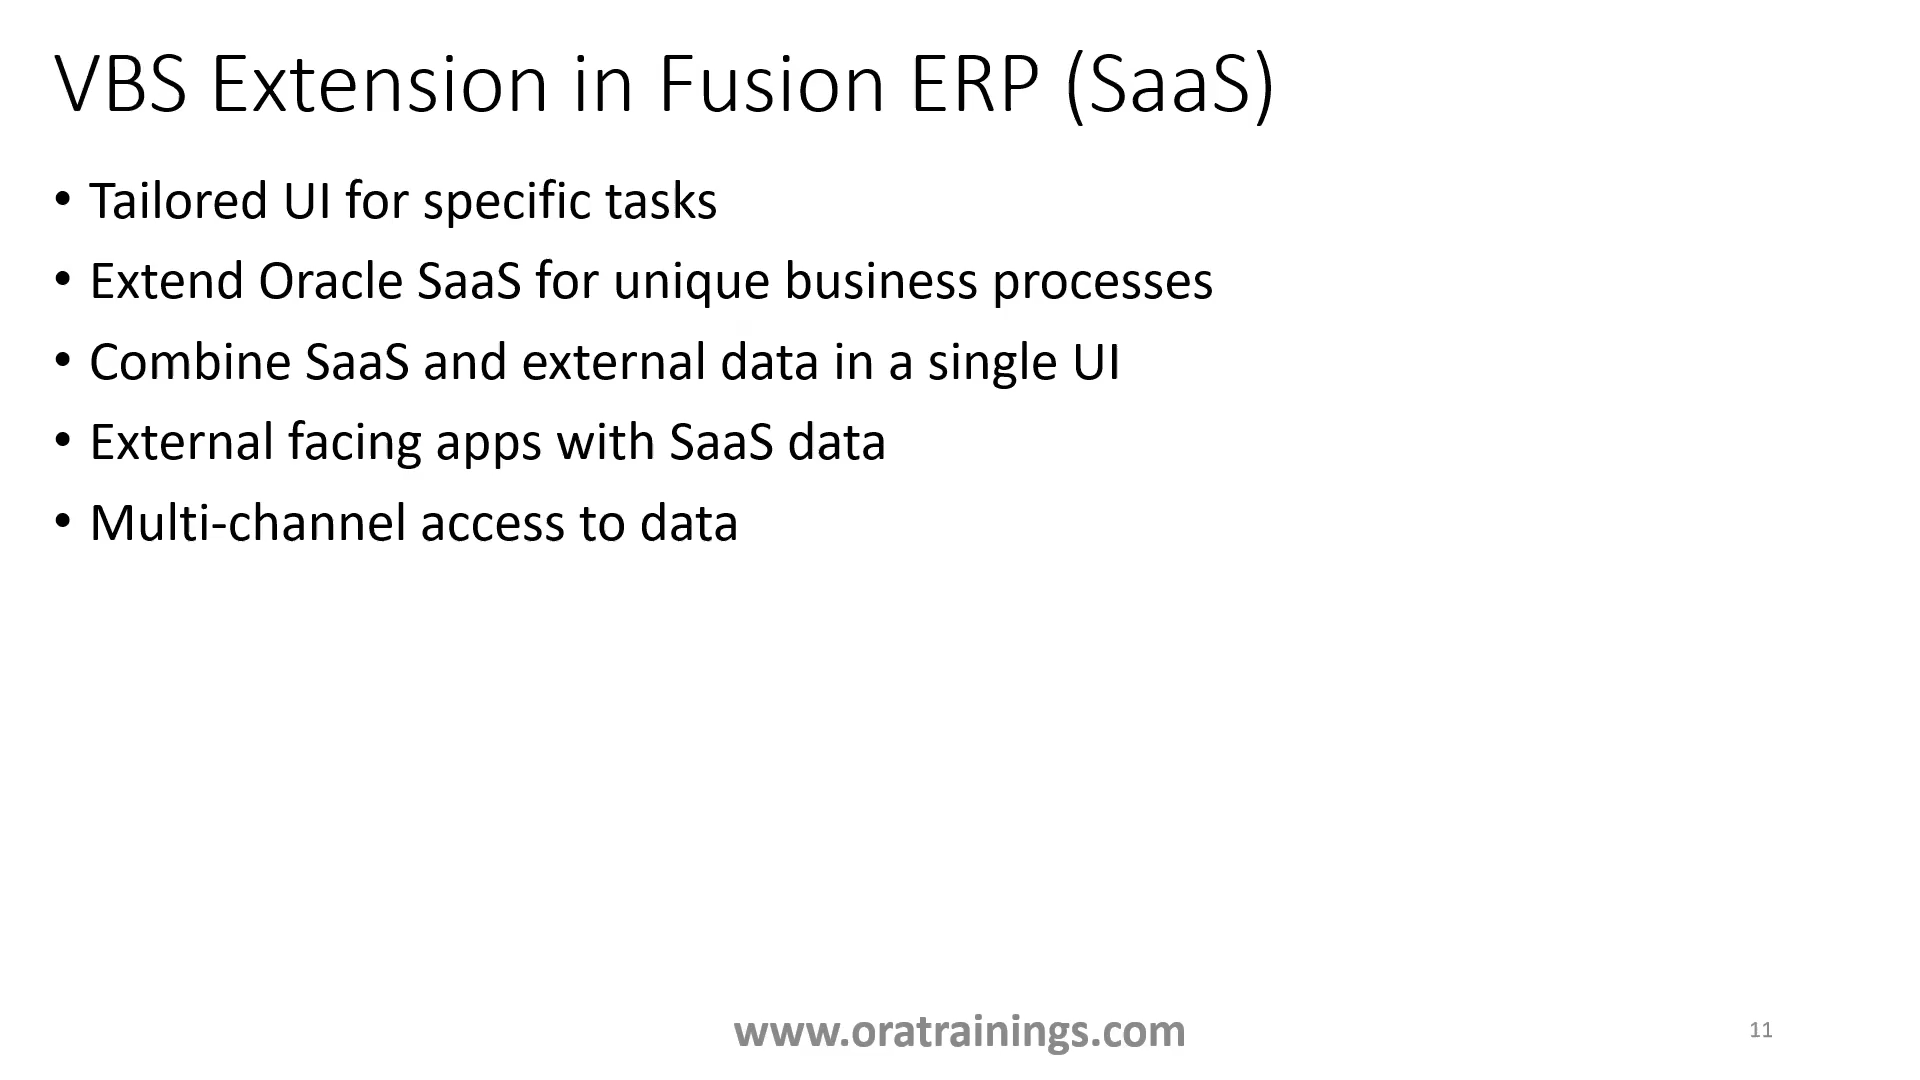 VBS Extension in Fusion ERP (SaaS)
• Tailored UI for specific tasks
• Extend Oracle SaaS for unique business processes
• Combine SaaS and external data in a single UI
• External facing apps with SaaS data
• Multi-channel access to data
www.oratrainings.com
11